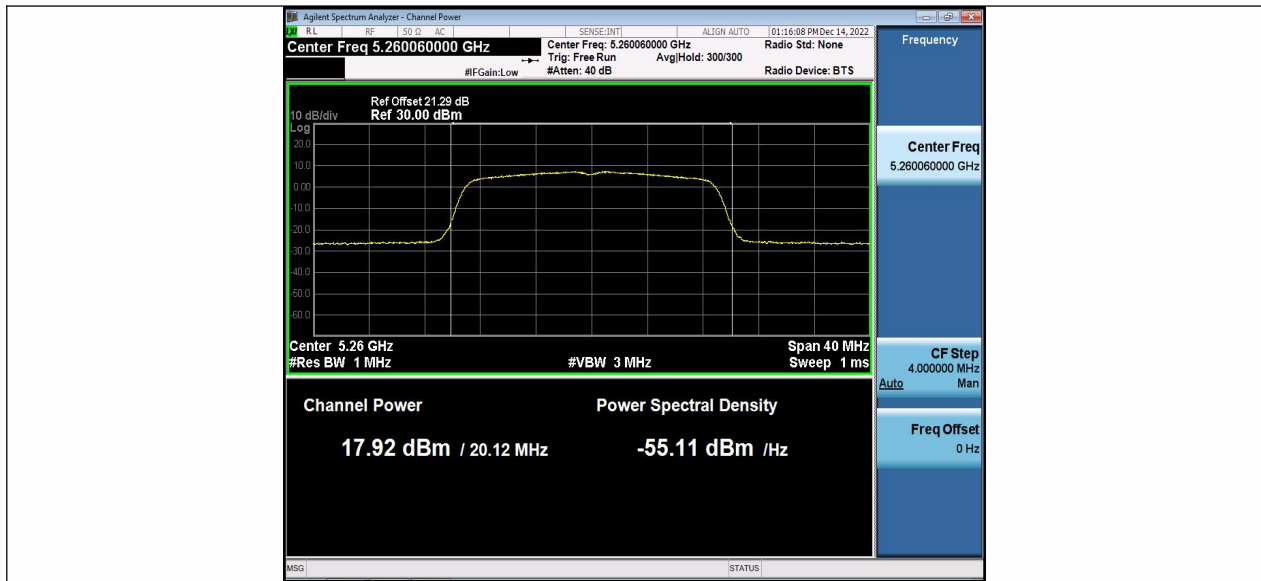 Agilent Spectrum Analyzer - Channel Power
RL RF 50 Ω AC SENSE:INT ALIGN AUTO 01:16:08 PM Dec 14, 2022
Center Freq 5.260060000 GHz
Center Freq: 5.260060000 GHz
Radio Std: None
Trig: Free Run Avg|Hold: 300/300
#IFGain:Low #Atten: 40 dB Radio Device: BTS
Ref Offset 21.29 dB
10 dB/div Ref 30.00 dBm
Log
20.0
10.0
0.00
-10.0
-20.0
-30.0
-40.0
-50.0
-60.0
Center 5.26 GHz Span 40 MHz
#Res BW 1 MHz #VBW 3 MHz Sweep 1 ms
Channel Power Power Spectral Density
17.92 dBm / 20.12 MHz -55.11 dBm /Hz
MSG STATUS
Frequency
Center Freq
5.260060000 GHz
CF Step
4.000000 MHz
Auto Man
Freq Offset
0 Hz